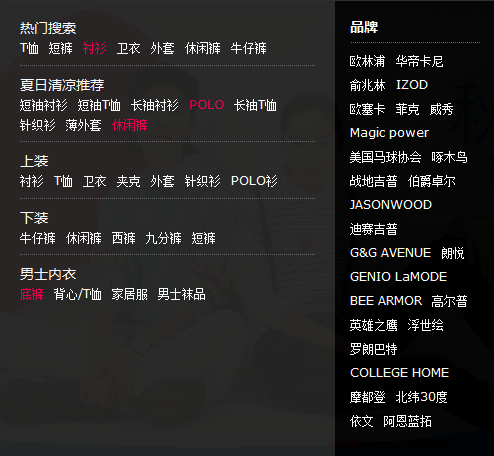 热门搜索
T恤 短裤 衬衫 卫衣 外套 休闲裤 牛仔裤
夏日清凉推荐
短袖衬衫 短袖T恤 长袖衬衫 POLO 长袖T恤
针织衫 薄外套 休闲裤
上装
衬衫 T恤 卫衣 夹克 外套 针织衫 POLO衫
下装
牛仔裤 休闲裤 西裤 九分裤 短裤
男士内衣
底裤 背心/T恤 家居服 男士袜品
品牌
欧林浦 华帝卡尼
俞兆林 IZOD
欧塞卡 菲克 威秀
Magic power
美国马球协会 啄木鸟
战地吉普 伯爵卓尔
JASONWOOD
迪赛吉普
G&G AVENUE 朗悦
GENIO LaMODE
BEE ARMOR 高尔普
英雄之鹰 浮世绘
罗朗巴特
COLLEGE HOME
摩都登 北纬30度
依文 阿恩蓝拓